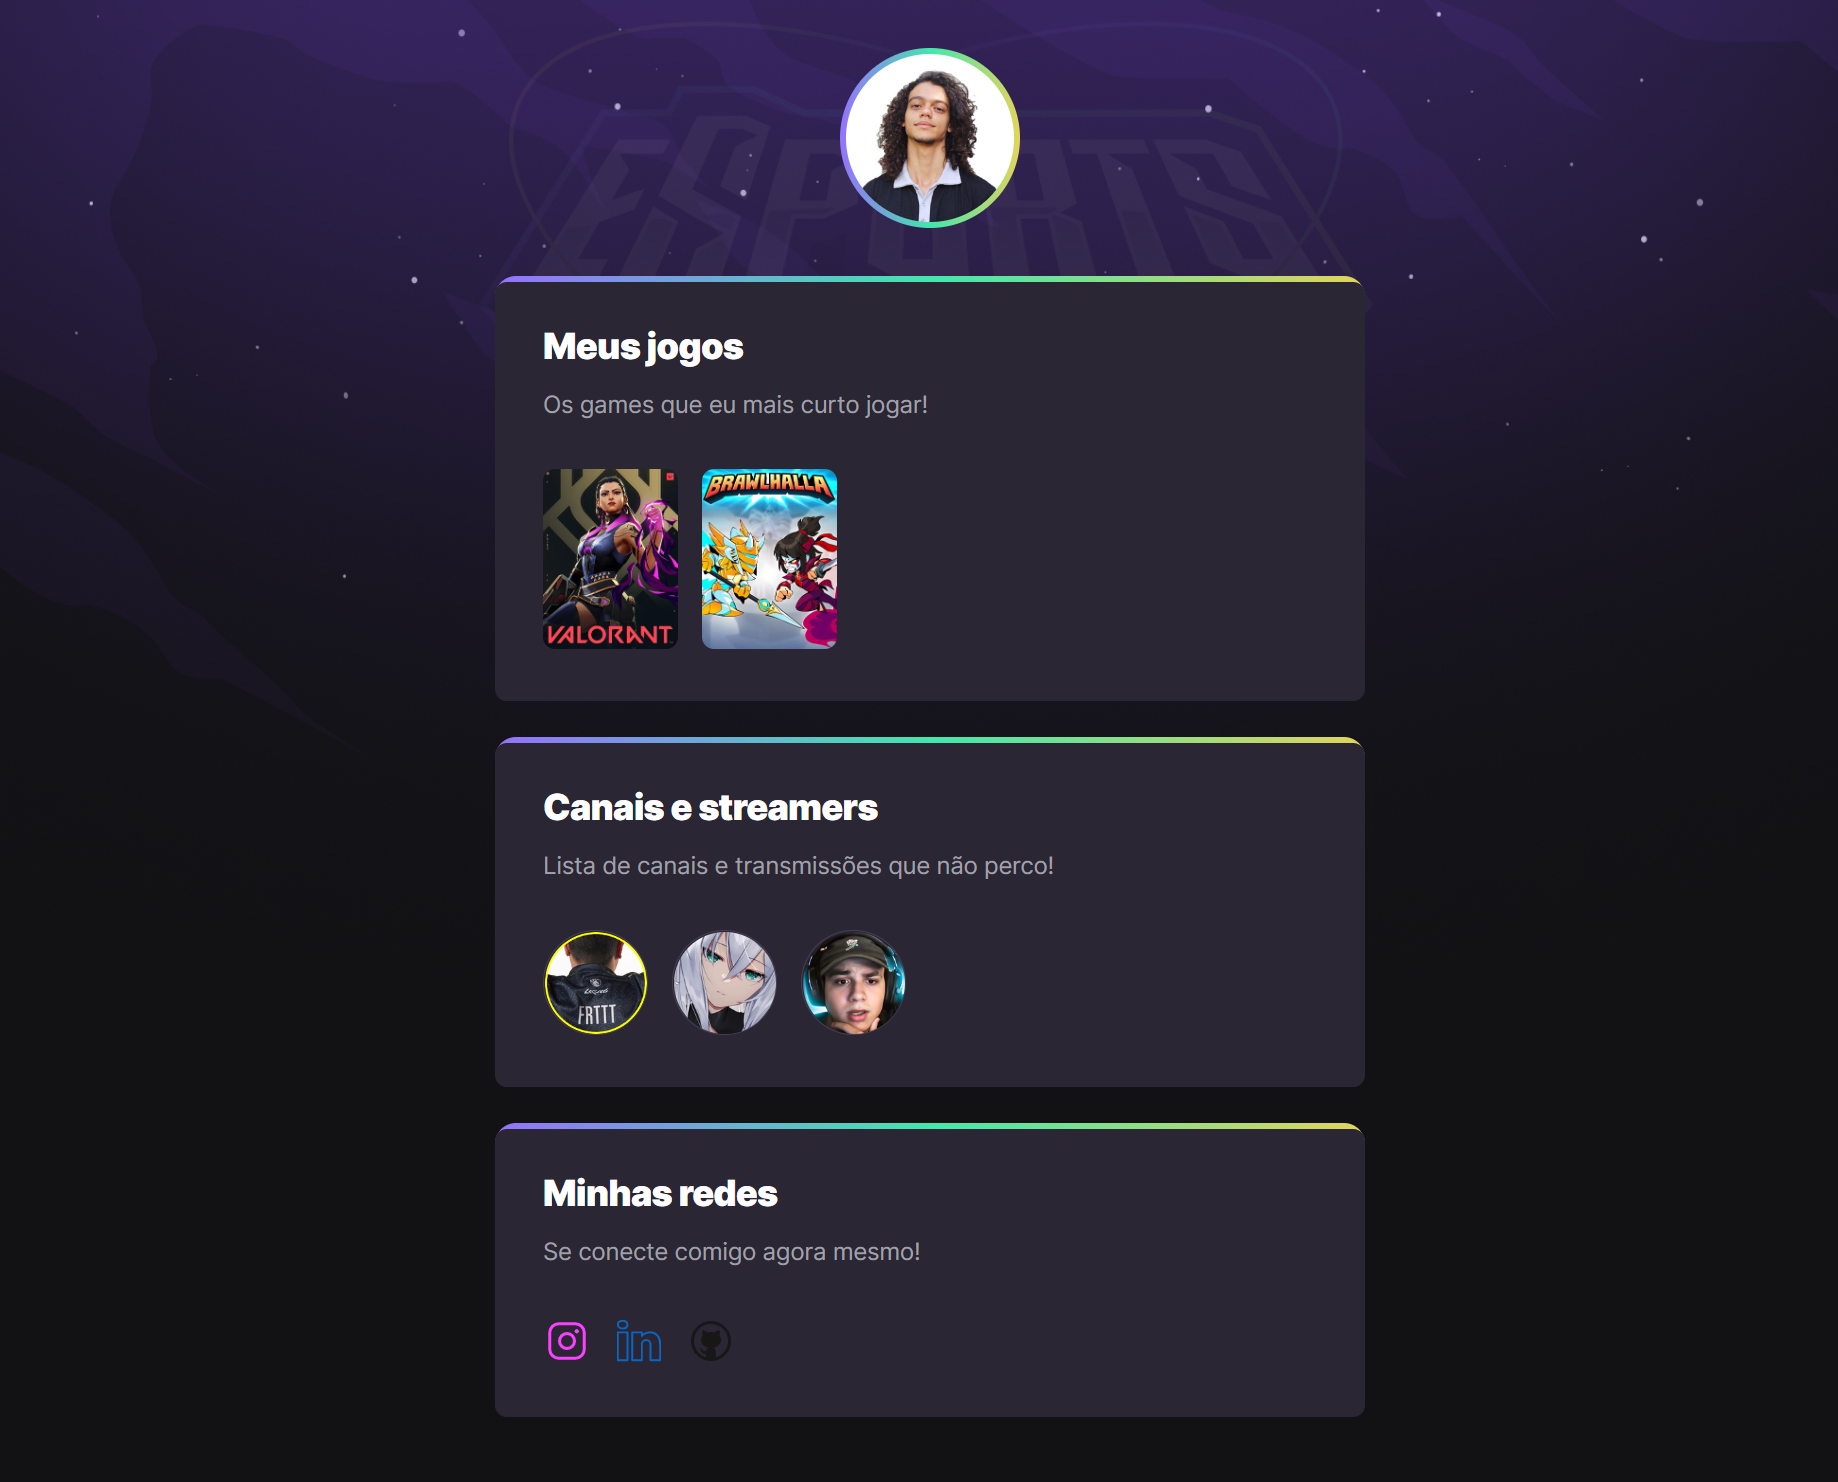 ESPORTS
Meus jogos
Os games que eu mais curto jogar!
VALORANT
BRAWLHALLA
Canais e streamers
Lista de canais e transmissões que não perco!
FRTTT
Minhas redes
Se conecte comigo agora mesmo!
in